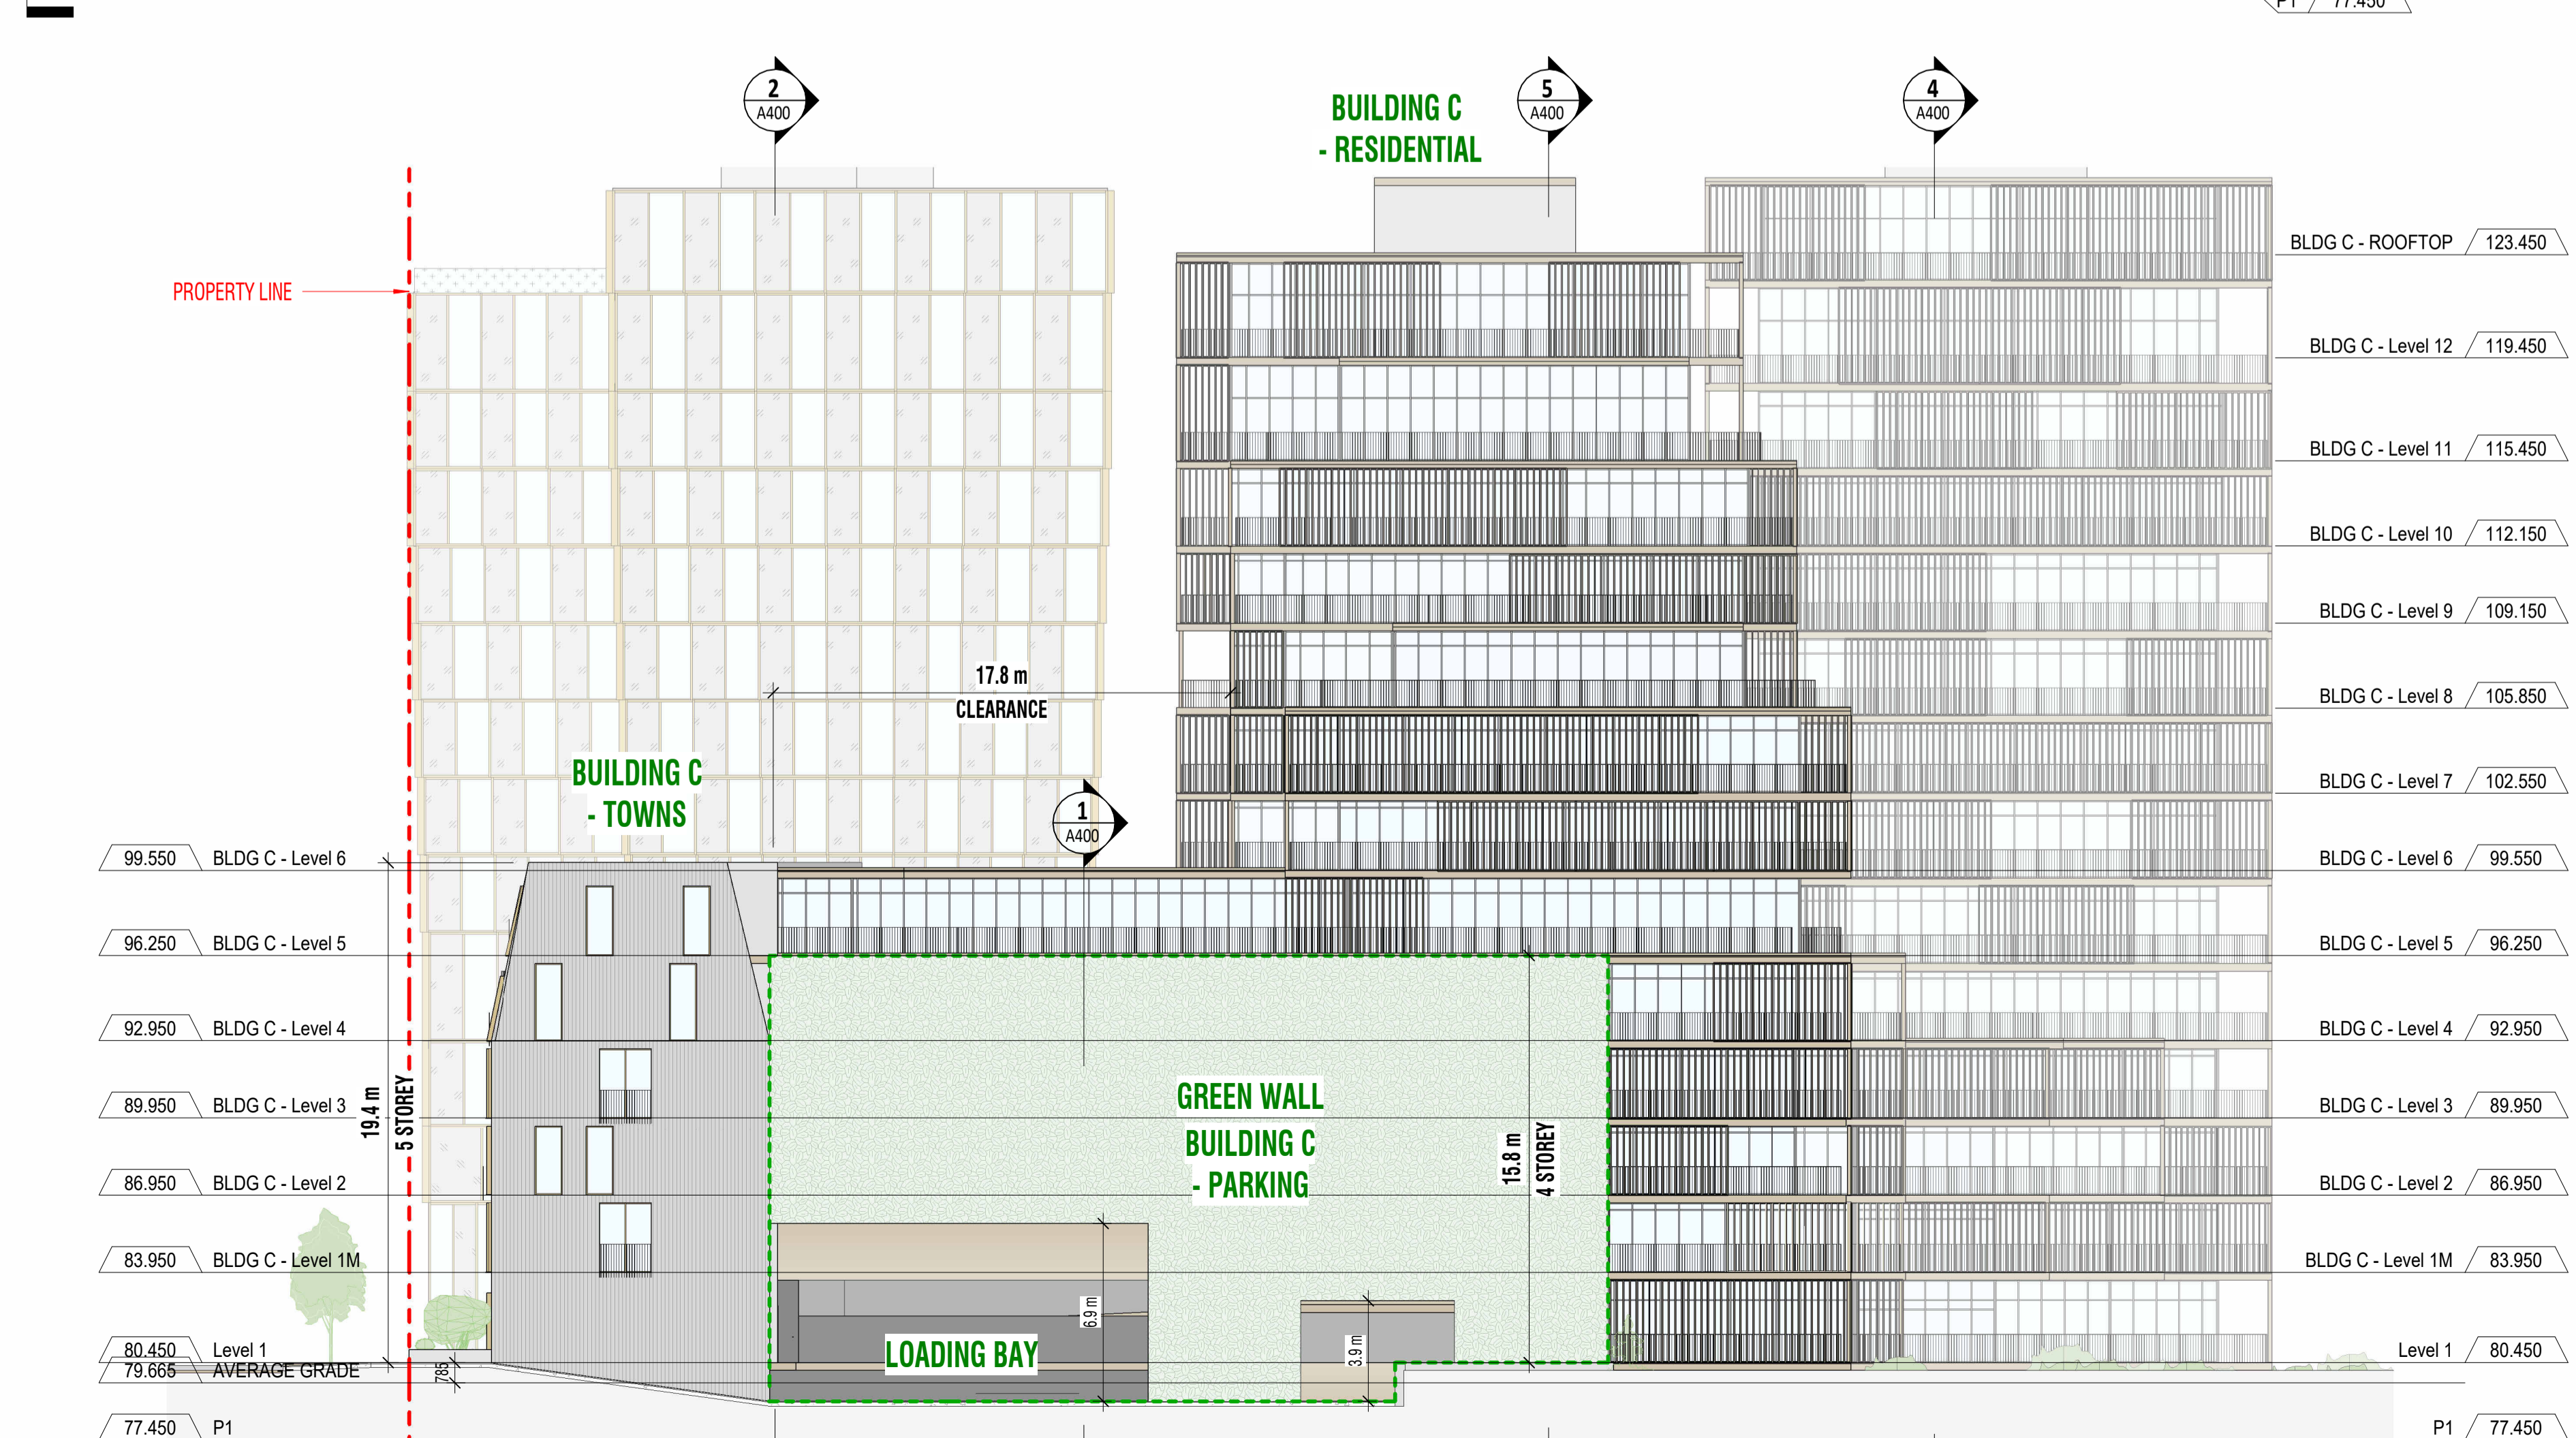 P1 77.450
2
A400
BUILDING C
- RESIDENTIAL
5
A400
4
A400
PROPERTY LINE
BLDG C - ROOFTOP 123.450
BLDG C - Level 12 119.450
BLDG C - Level 11 115.450
BLDG C - Level 10 112.150
BLDG C - Level 9 109.150
17.8 m
CLEARANCE
BLDG C - Level 8 105.850
BUILDING C
- TOWNS
BLDG C - Level 7 102.550
1
A400
99.550 BLDG C - Level 6
BLDG C - Level 6 99.550
96.250 BLDG C - Level 5
BLDG C - Level 5 96.250
92.950 BLDG C - Level 4
BLDG C - Level 4 92.950
89.950 BLDG C - Level 3
19.4 m
5 STOREY
GREEN WALL
BUILDING C
- PARKING
15.8 m
4 STOREY
BLDG C - Level 3 89.950
86.950 BLDG C - Level 2
BLDG C - Level 2 86.950
83.950 BLDG C - Level 1M
BLDG C - Level 1M 83.950
6.9 m
3.9 m
LOADING BAY
80.450 Level 1
Level 1 80.450
79.665 AVERAGE GRADE
785
77.450 P1
P1 77.450